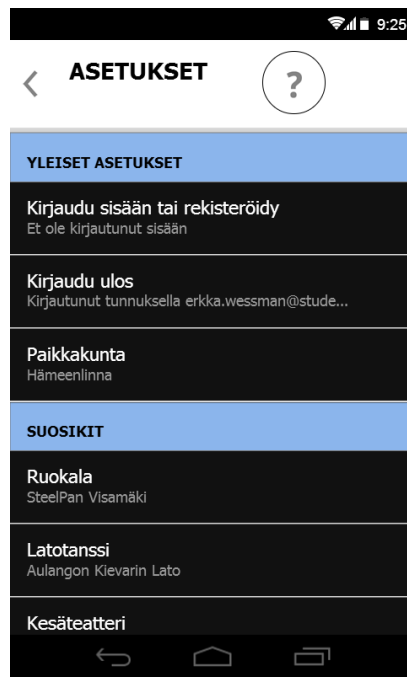 9:25
ASETUKSET
?
YLEISET ASETUKSET
Kirjaudu sisään tai rekisteröidy
Et ole kirjautunut sisään
Kirjaudu ulos
Kirjautunut tunnuksella erkka.wessman@stude...
Paikkakunta
Hämeenlinna
SUOSIKIT
Ruokala
SteelPan Visamäki
Latotanssi
Aulangon Kievarin Lato
Kesäteatteri